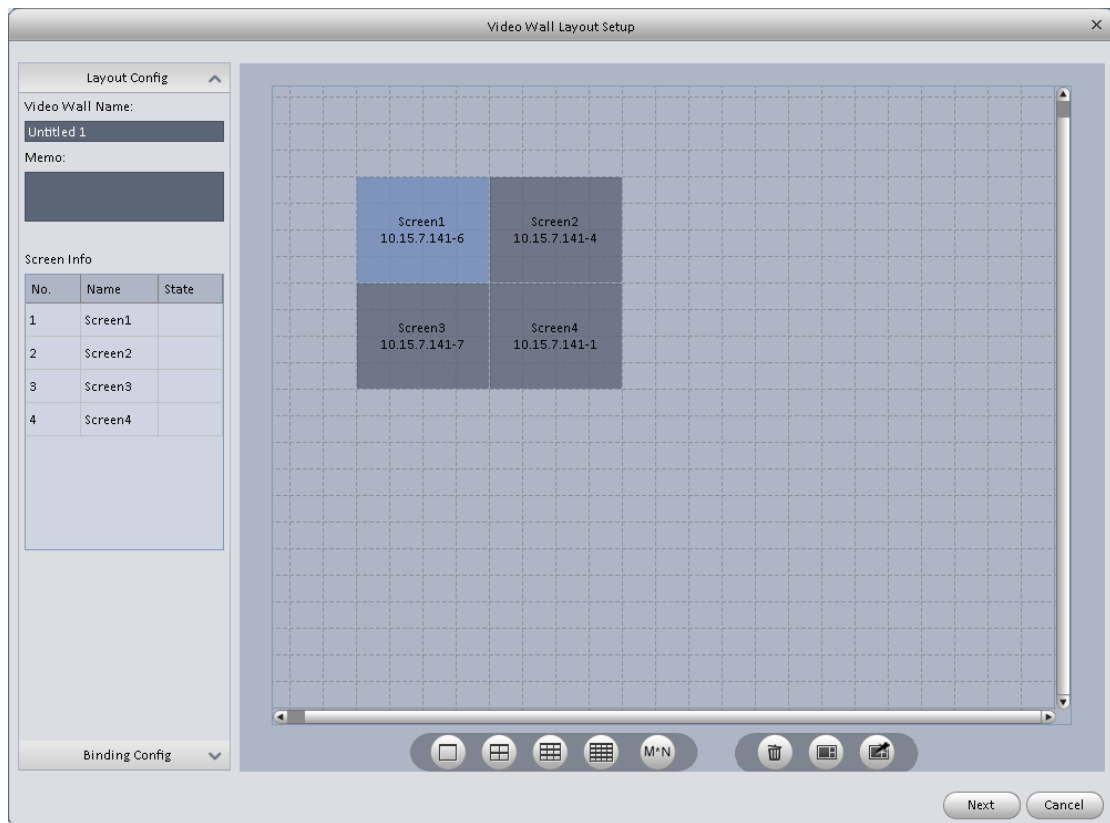 Video Wall Layout Setup
Layout Config
Video Wall Name:
Untitled 1
Memo:
Screen Info
No. Name State
1 Screen1
2 Screen2
3 Screen3
4 Screen4
Binding Config
Screen1
10.15.7.141-6
Screen2
10.15.7.141-4
Screen3
10.15.7.141-7
Screen4
10.15.7.141-1
M*N
Next
Cancel